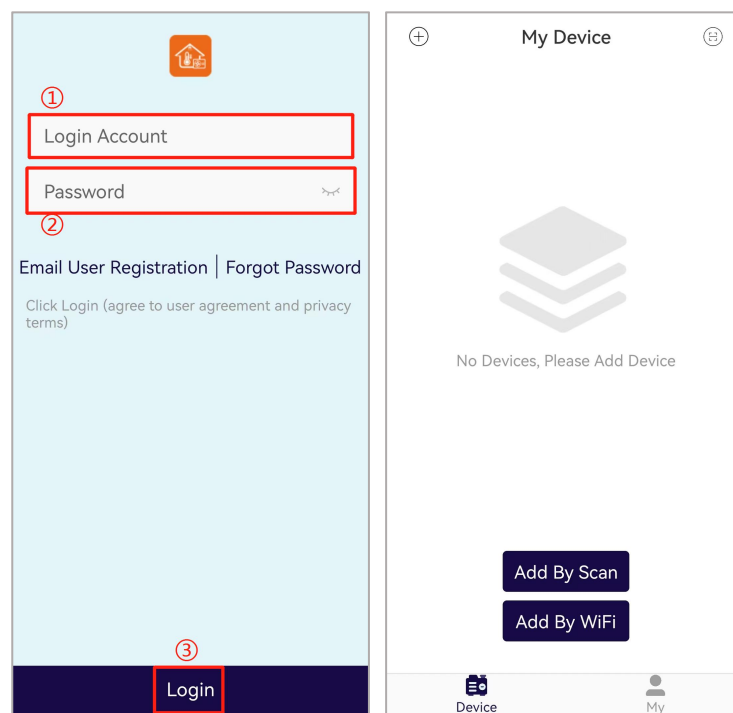 ①
Login Account
Password
②
Email User Registration | Forgot Password
Click Login (agree to user agreement and privacy
terms)
③
Login
My Device
No Devices, Please Add Device
Add By Scan
Add By WiFi
Device
My